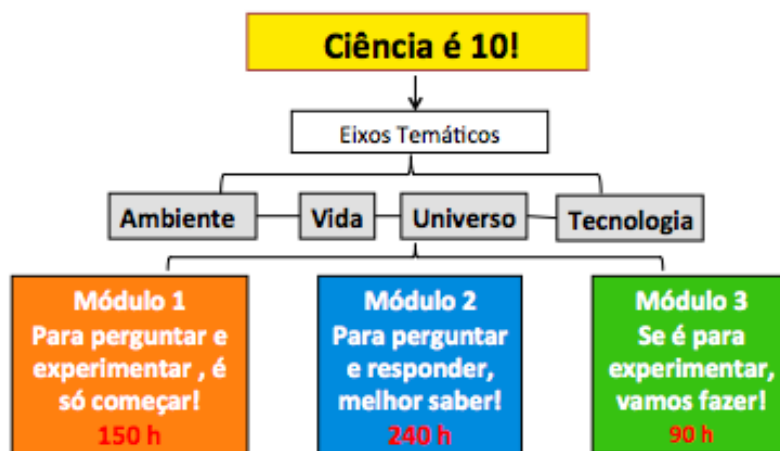 Ciência é 10!
Eixos Temáticos
Ambiente
Vida
Universo
Tecnologia
Módulo 1
Para perguntar e
experimentar , é
só começar!
150 h
Módulo 2
Para perguntar
e responder,
melhor saber!
240 h
Módulo 3
Se é para
experimentar,
vamos fazer!
90 h